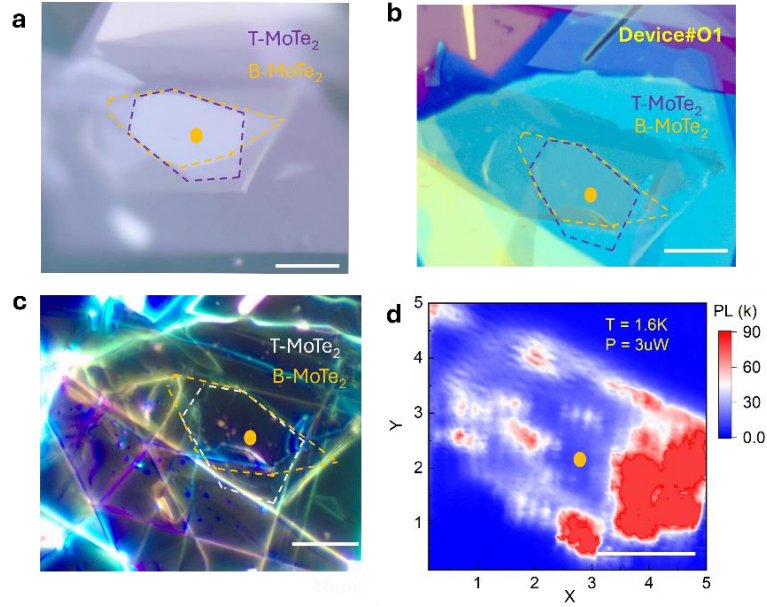 a
T-MoTe₂
B-MoTe₂
b
Device#O1
T-MoTe₂
B-MoTe₂
c
T-MoTe₂
B-MoTe₂
d
T = 1.6K
P = 3uW
PL (k)
90
60
30
0.0
Y
5
4
3
2
1
1 2 3 4 5
X